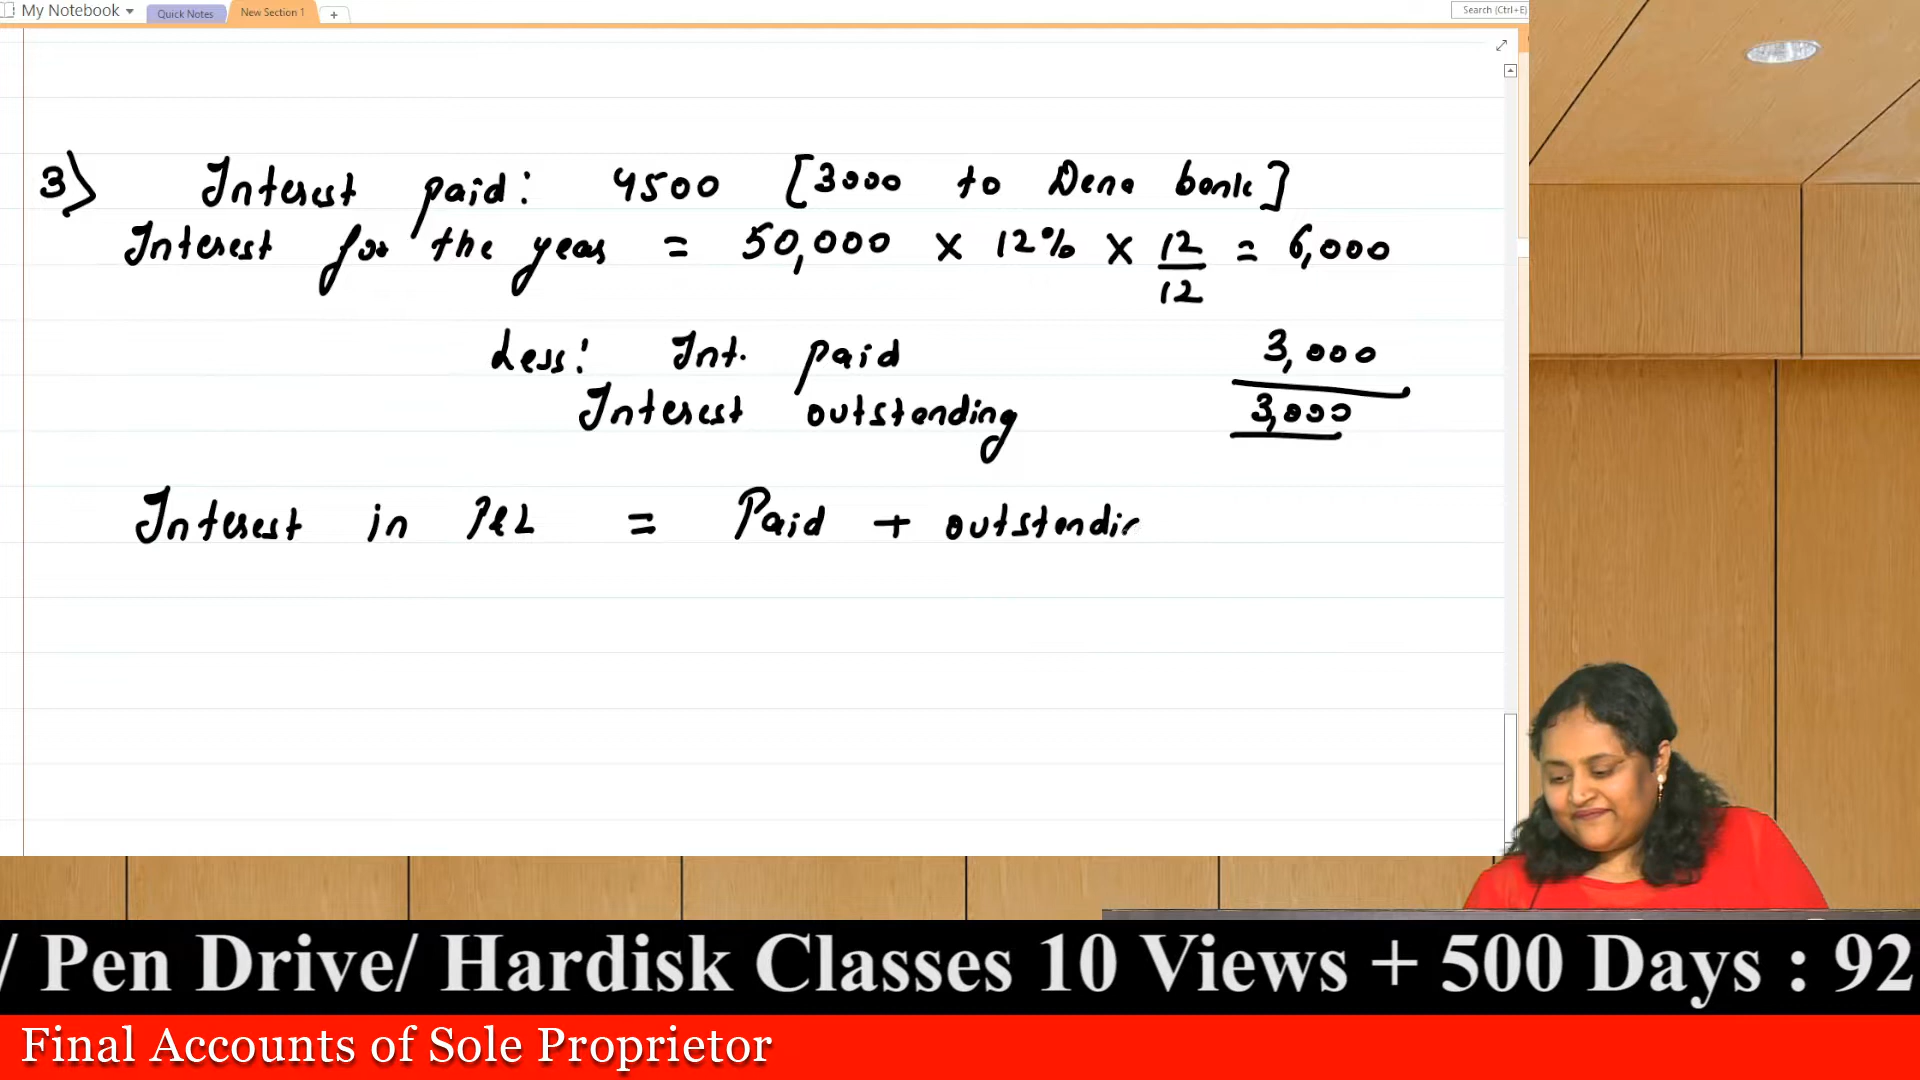 My Notebook
Quick Notes
New Section 1
+
Search (Ctrl+E)
3) Interest paid: 4500 [3000 to Dena bank]
Interest for the year = 50,000 × 12% × 12/12 = 6,000
Less: Int. paid 3,000
Interest outstanding 3,000
Interest in P&L = Paid + outstandin
/ Pen Drive/ Hardisk Classes 10 Views + 500 Days : 92
Final Accounts of Sole Proprietor